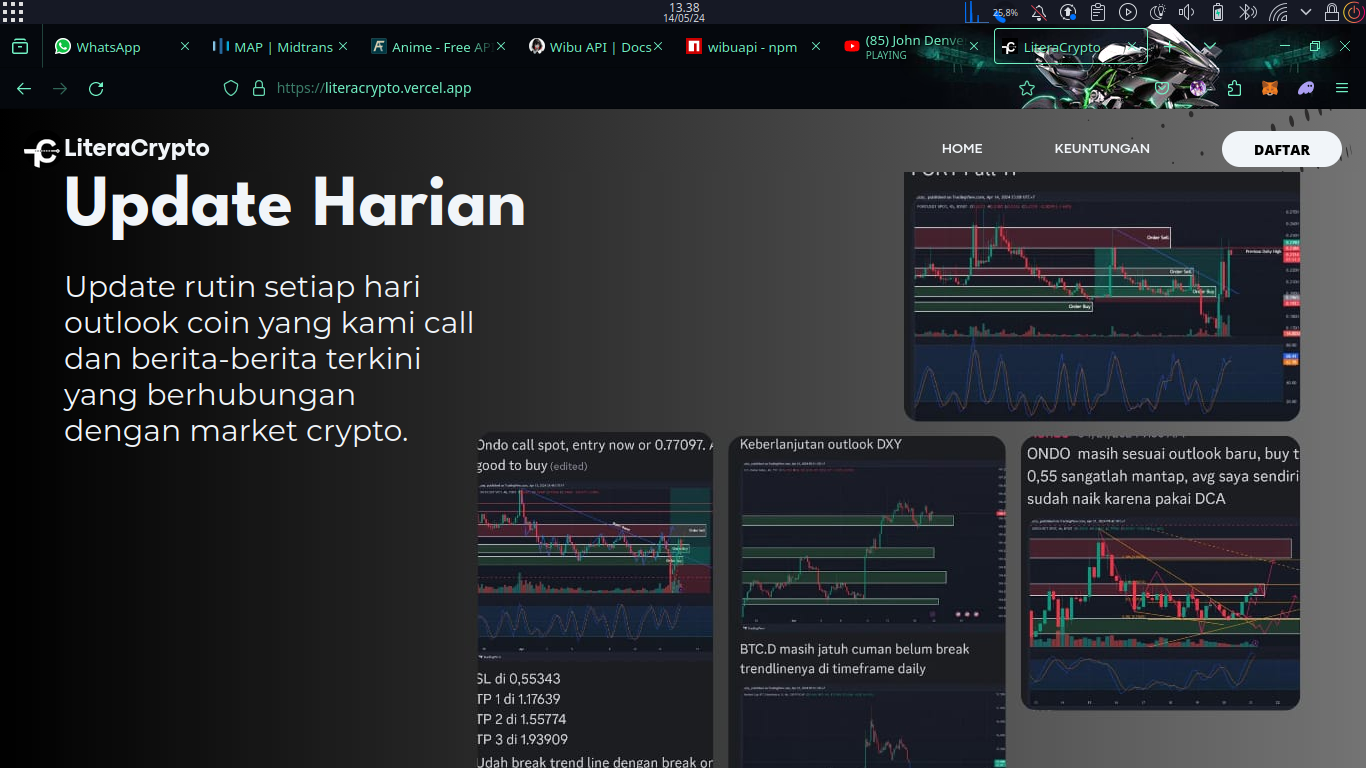 13.38
14/05/24
25,8%
WhatsApp
MAP | Midtrans
Anime - Free AP
Wibu API | Docs
wibuapi - npm
(85) John Denve
PLAYING
LiteraCrypto
https://literacrypto.vercel.app
LiteraCrypto
HOME
KEUNTUNGAN
DAFTAR
Update Harian
Update rutin setiap hari
outlook coin yang kami call
dan berita-berita terkini
yang berhubungan
dengan market crypto.
Order Sell
Previous Daily High
Order Sell
Order Buy
Order Buy
Ondo call spot, entry now or 0.77097. A
good to buy (edited)
Order Sell
Order Buy
SL di 0,55343
TP 1 di 1.17639
TP 2 di 1.55774
TP 3 di 1.93909
Udah break trend line dengan break or
Keberlanjutan outlook DXY
TradingView
BTC.D masih jatuh cuman belum break
trendlinenya di timeframe daily
ONDO masih sesuai outlook baru, buy t
0,55 sangatlah mantap, avg saya sendiri
sudah naik karena pakai DCA